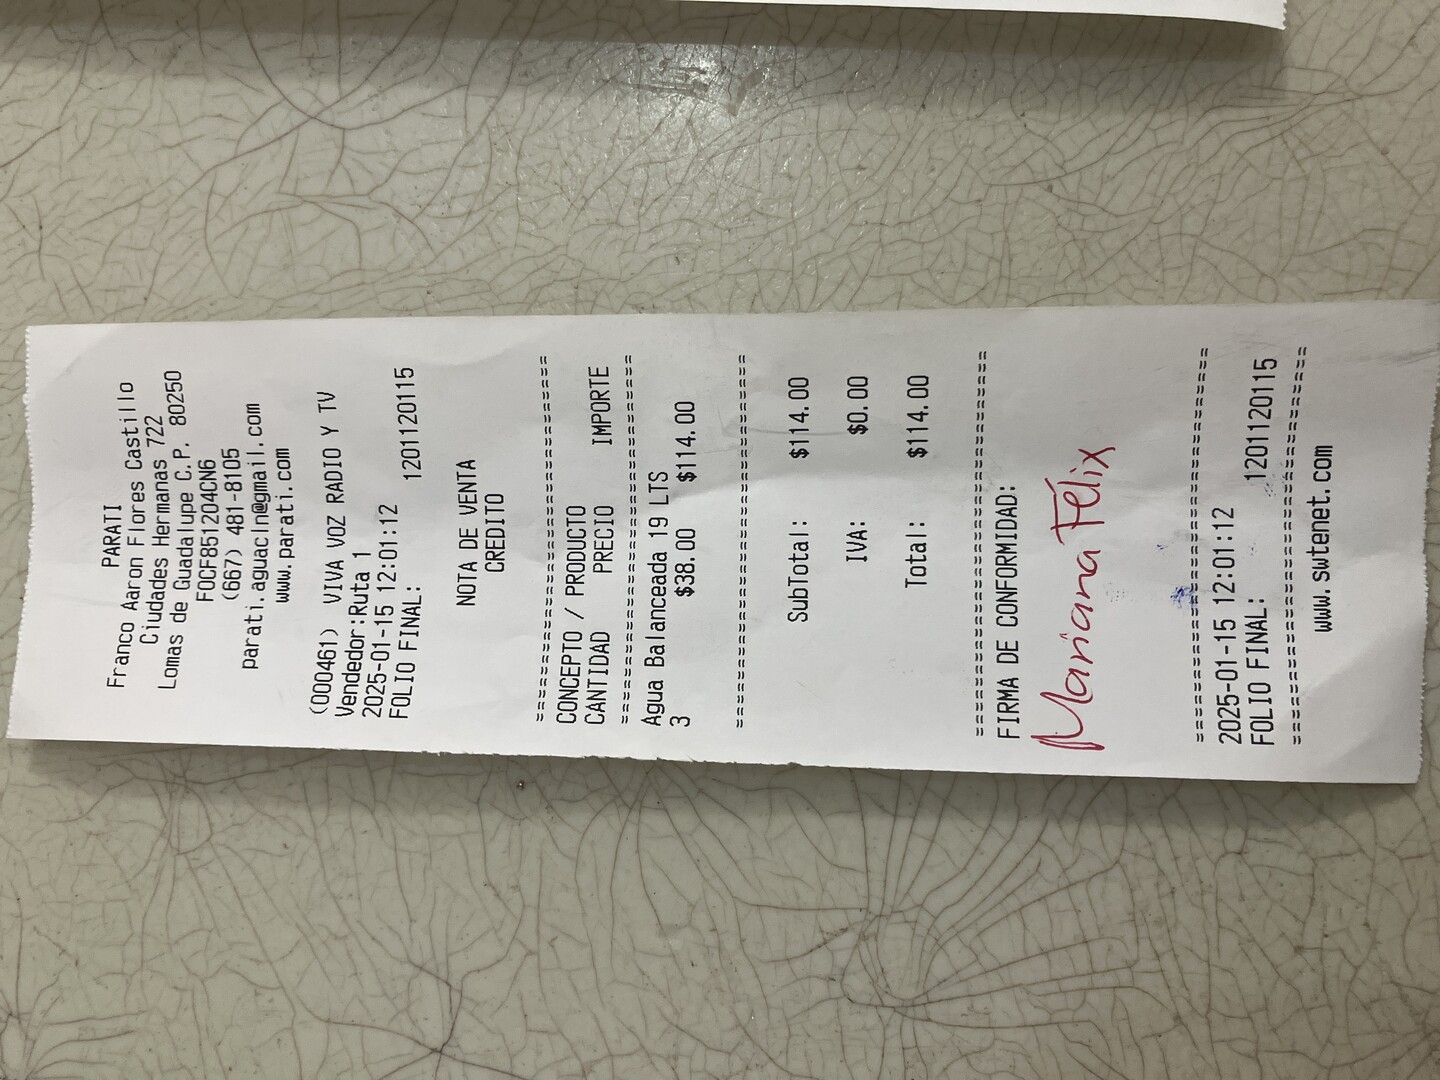 PARATI
Franco Aaron Flores Castillo
Ciudades Hermanas 722
Lomas de Guadalupe C.P. 80250
FOCF851204CN6
(667) 481-8105
parati.aguacln@gmail.com
www.parati.com
(000461) VIVA VOZ RADIO Y TV
Vendedor:Ruta 1
2025-01-15 12:01:12
FOLIO FINAL: 1201120115
NOTA DE VENTA
CREDITO
CONCEPTO / PRODUCTO
CANTIDAD PRECIO IMPORTE
Agua Balanceada 19 LTS
3 $38.00 $114.00
SubTotal: $114.00
IVA: $0.00
Total: $114.00
FIRMA DE CONFORMIDAD:
Mariana Félix
2025-01-15 12:01:12
FOLIO FINAL: 1201120115
www.swtenet.com